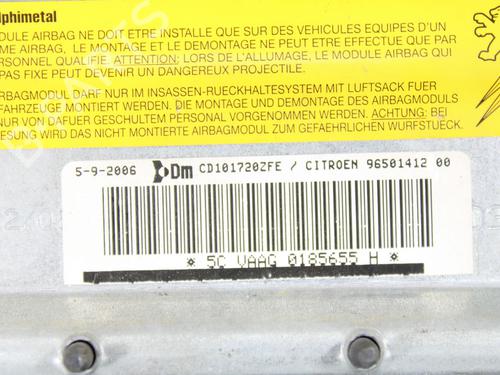 lphimetal
ODULE AIRBAG NE DOIT ETRE INSTALLE QUE SUR DES VEHICULES EQUIPES D'UN
ME AIRBAG, LE MONTAGE ET LE DEMONTAGE NE PEUT ETRE EFFECTUE QUE PAR
ERSONNEL QUALIFIE. ATTENTION: LORS DE L'ALLUMAGE, LE MODULE AIRBAG QUI
PAS FIXE PEUT DEVENIR UN DANGEREUX PROJECTILE.
RBAGMODUL DARF NUR IM INSASSEN-RUECKHALTESYSTEM MIT LUFTSACK FUER
FAHRZEUGE MONTIERT WERDEN. DIE MONTAGE UND DEMONTAGE DES AIRBAGMODULS
NUR VON DAFUER GESCHULTEM PERSONAL VORGENOMMEN WERDEN. ACHTUNG: BEI
ESUNG WIRD DAS NICHT MONTIERTE AIRBAGMODUL ZUM GEFAEHRLICHEN WURFSTUECK.
5-9-2006 Dm CD101720ZFE / CITROEN 96501412 00
* 5C VAAG 0185655 H *